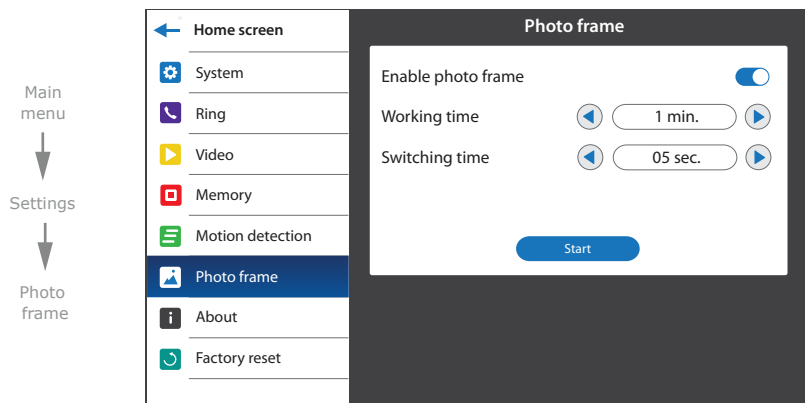 Main
menu
Settings
Photo
frame
Home screen
System
Ring
Video
Memory
Motion detection
Photo frame
About
Factory reset
Photo frame
Enable photo frame
Working time
1 min.
Switching time
05 sec.
Start